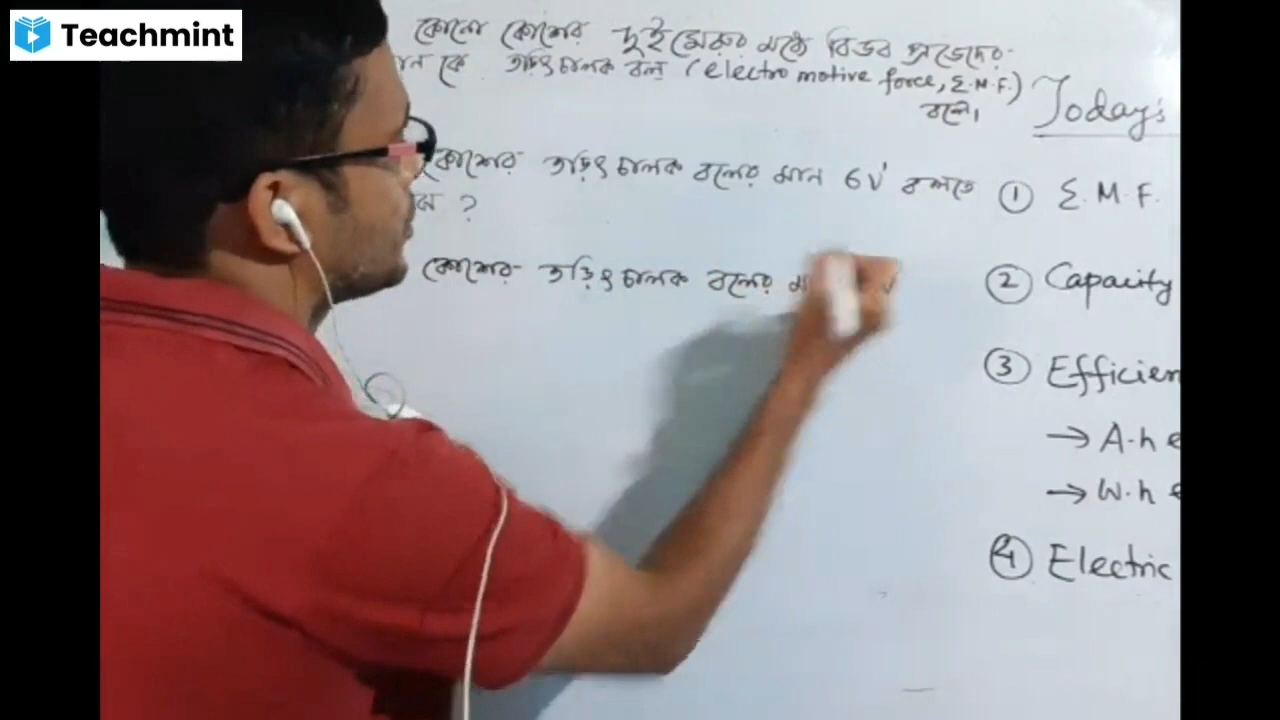 Teachmint
কোনো কোশের দুই মেরুর মধ্যে বিভব প্রভেদের
মান কে তড়িৎ চালক বল (electro motive force, E.M.F.)
বলে।
কোশের তড়িৎ চালক বলের মান 6V বলতে
?
কোশের তড়িৎ চালক বলের
Today's
① E.M.F.
② Capacity
③ Efficien
→ A-h e
→ W.h e
④ Electric